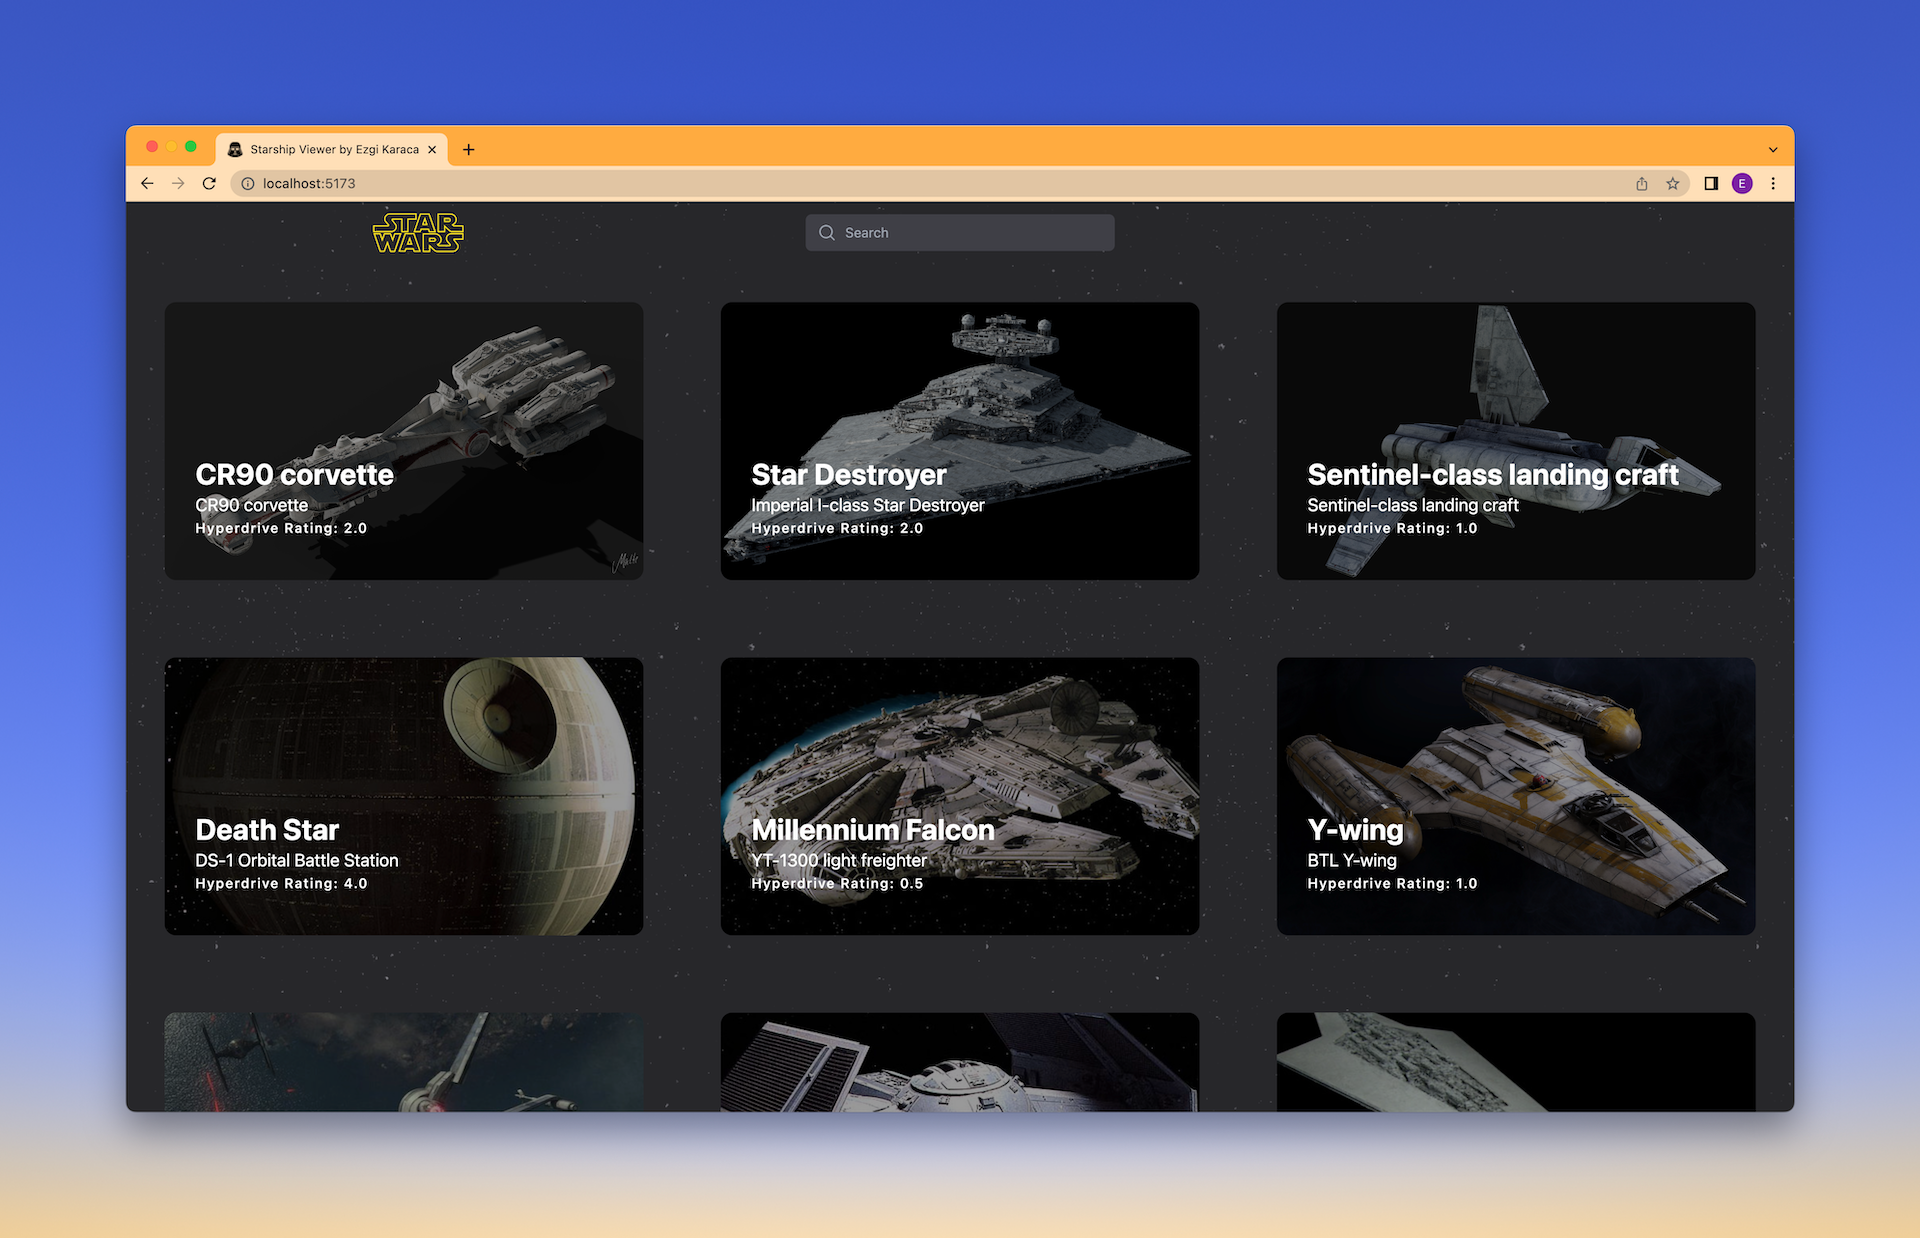 Starship Viewer by Ezgi Karaca
localhost:5173
E
STAR
WARS
Search
CR90 corvette
CR90 corvette
Hyperdrive Rating: 2.0
Star Destroyer
Imperial I-class Star Destroyer
Hyperdrive Rating: 2.0
Sentinel-class landing craft
Sentinel-class landing craft
Hyperdrive Rating: 1.0
Death Star
DS-1 Orbital Battle Station
Hyperdrive Rating: 4.0
Millennium Falcon
YT-1300 light freighter
Hyperdrive Rating: 0.5
Y-wing
BTL Y-wing
Hyperdrive Rating: 1.0